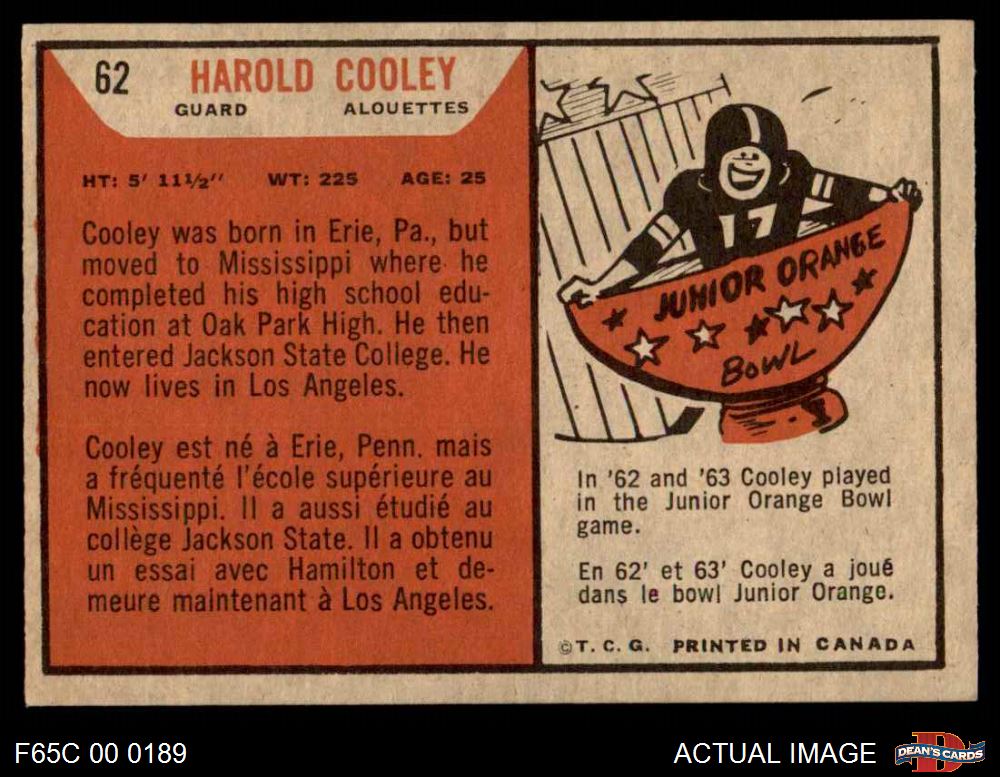 62 HAROLD COOLEY
GUARD ALOUETTES
HT: 5' 11½" WT: 225 AGE: 25
Cooley was born in Erie, Pa., but
moved to Mississippi where he
completed his high school edu-
cation at Oak Park High. He then
entered Jackson State College. He
now lives in Los Angeles.
Cooley est né à Erie, Penn. mais
a fréquenté l'école supérieure au
Mississippi. Il a aussi étudié au
collège Jackson State. Il a obtenu
un essai avec Hamilton et de-
meure maintenant à Los Angeles.
17
JUNIOR ORANGE
BOWL
In '62 and '63 Cooley played
in the Junior Orange Bowl
game.
En 62' et 63' Cooley a joué
dans le bowl Junior Orange.
© T. C. G. PRINTED IN CANADA
F65C 00 0189
ACTUAL IMAGE
D
DEAN'S CARDS